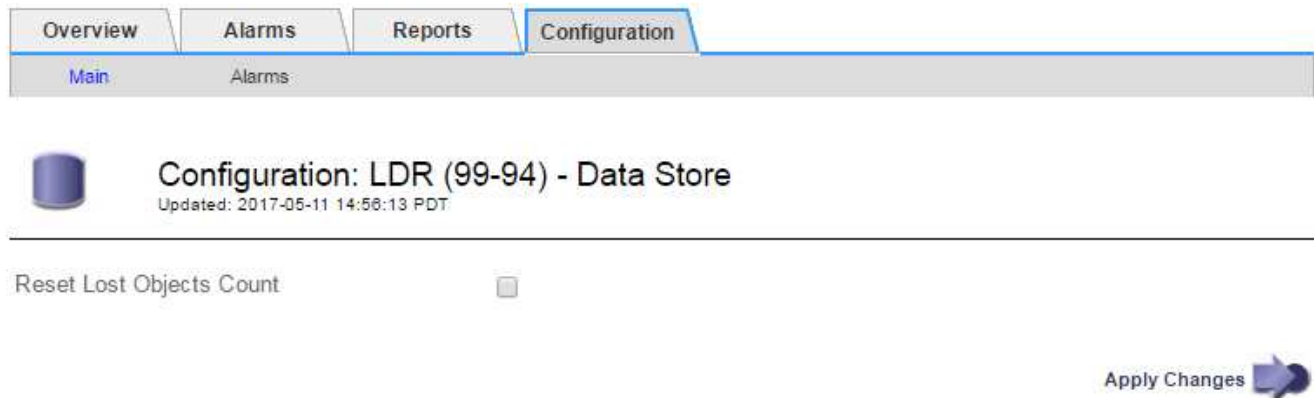 Overview Alarms Reports Configuration
Main Alarms
Configuration: LDR (99-94) - Data Store
Updated: 2017-05-11 14:56:13 PDT
Reset Lost Objects Count
Apply Changes